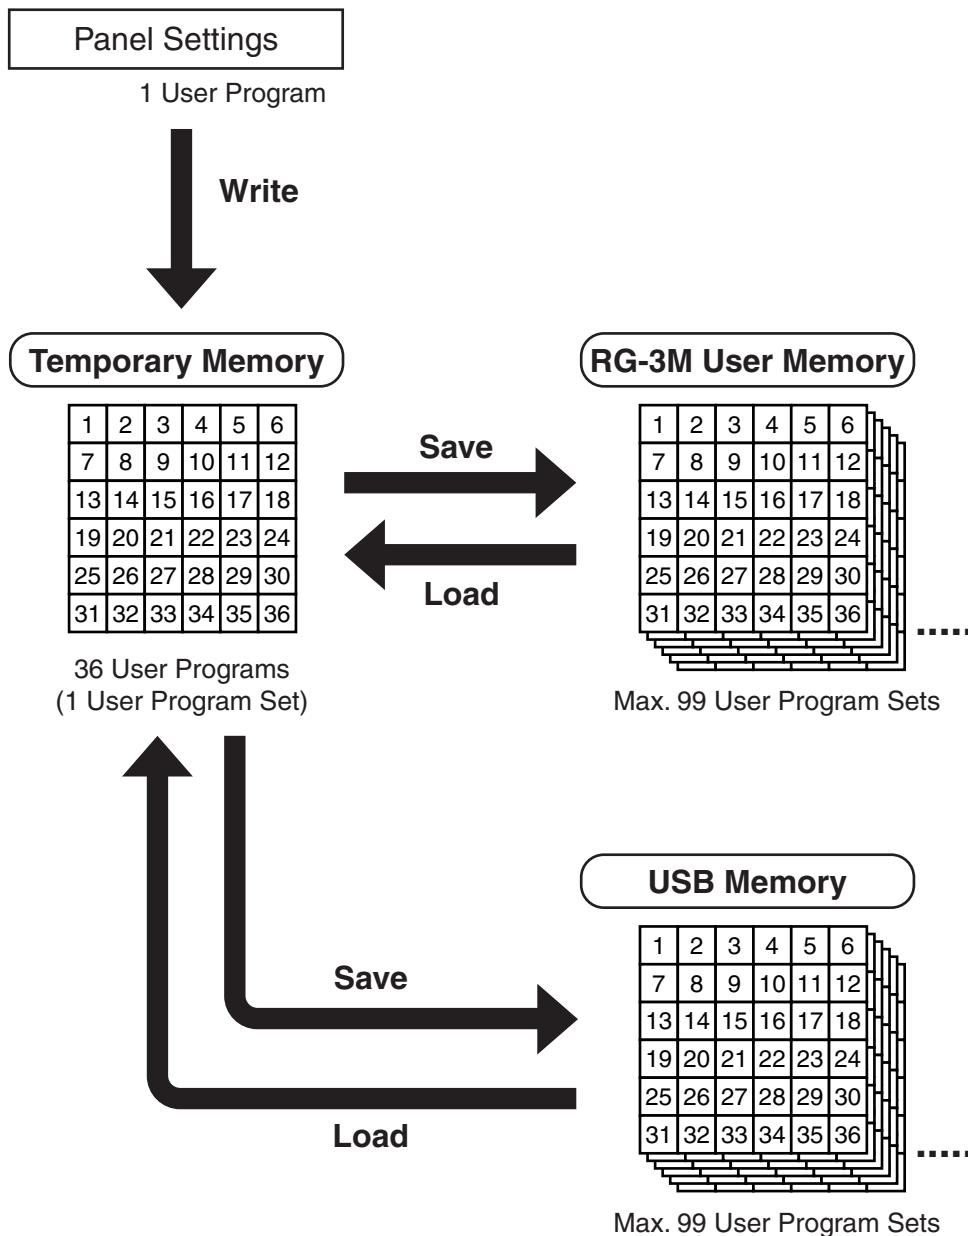 Panel Settings
1 User Program
Write
Temporary Memory
1 2 3 4 5 6
7 8 9 10 11 12
13 14 15 16 17 18
19 20 21 22 23 24
25 26 27 28 29 30
31 32 33 34 35 36
36 User Programs
(1 User Program Set)
Save
Load
RG-3M User Memory
1 2 3 4 5 6
7 8 9 10 11 12
13 14 15 16 17 18
19 20 21 22 23 24
25 26 27 28 29 30
31 32 33 34 35 36
Max. 99 User Program Sets
Save
Load
USB Memory
1 2 3 4 5 6
7 8 9 10 11 12
13 14 15 16 17 18
19 20 21 22 23 24
25 26 27 28 29 30
31 32 33 34 35 36
Max. 99 User Program Sets